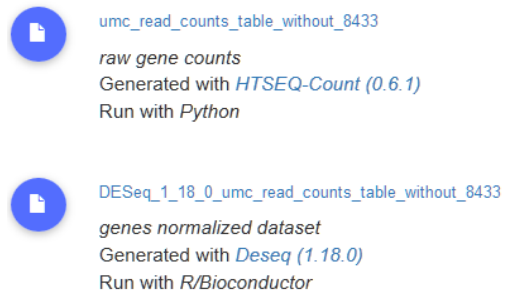 umc_read_counts_table_without_8433
raw gene counts
Generated with HTSEQ-Count (0.6.1)
Run with Python
DESeq_1_18_0_umc_read_counts_table_without_8433
genes normalized dataset
Generated with Deseq (1.18.0)
Run with R/Bioconductor